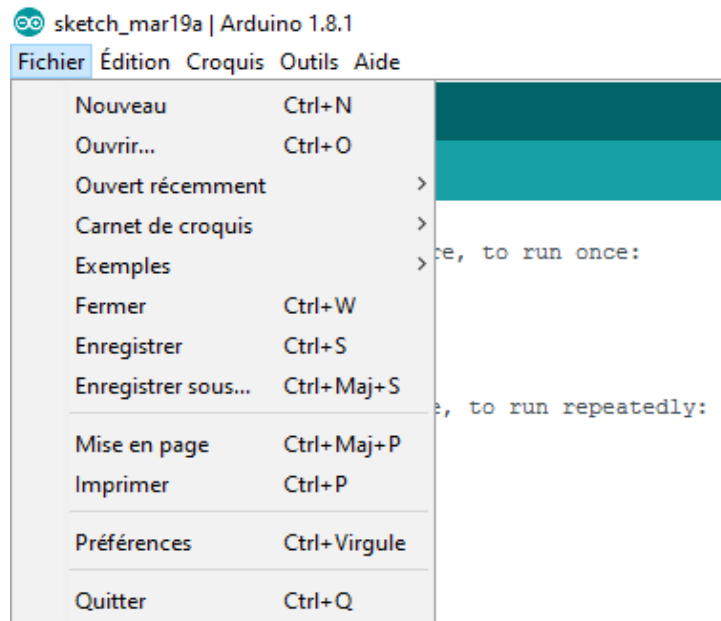 sketch_mar19a | Arduino 1.8.1
Fichier Édition Croquis Outils Aide
Nouveau Ctrl+N
Ouvrir... Ctrl+O
Ouvert récemment >
Carnet de croquis >
Exemples >
re, to run once:
Fermer Ctrl+W
Enregistrer Ctrl+S
Enregistrer sous... Ctrl+Maj+S
e, to run repeatedly:
Mise en page Ctrl+Maj+P
Imprimer Ctrl+P
Préférences Ctrl+Virgule
Quitter Ctrl+Q